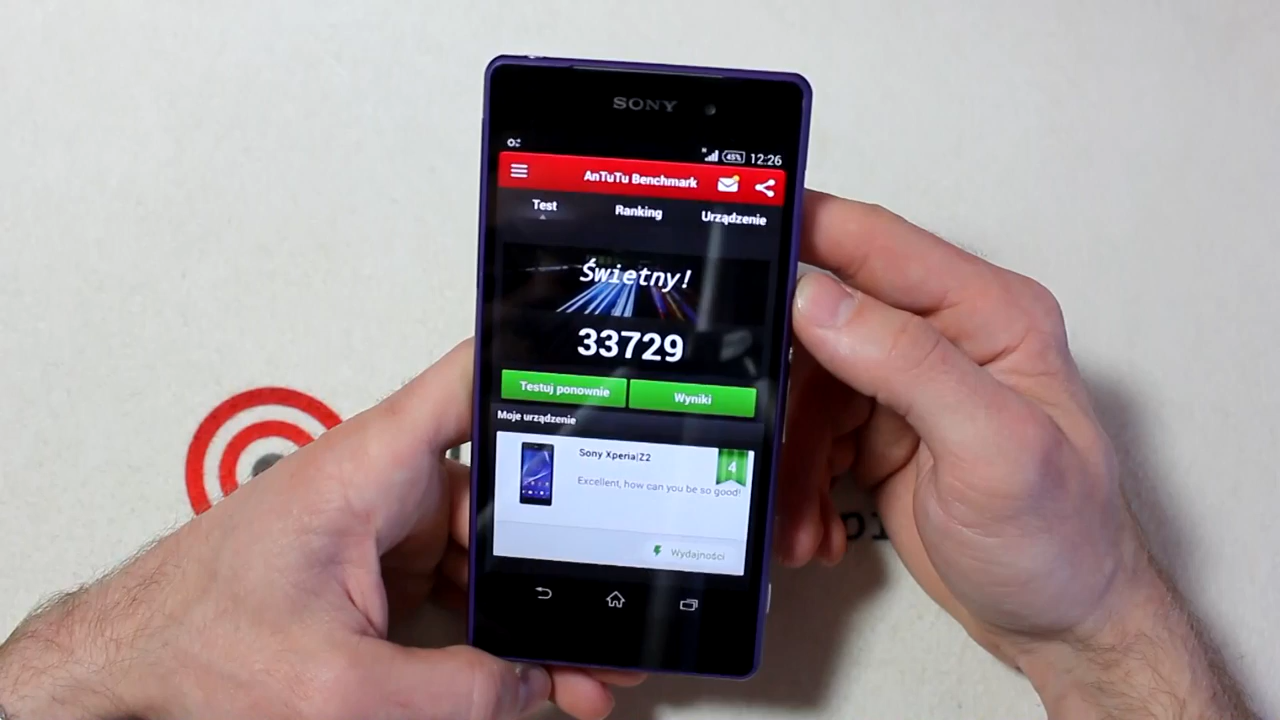 SONY
45% 12:26
AnTuTu Benchmark
Test Ranking Urządzenie
Świetny!
33729
Testuj ponownie Wyniki
Moje urządzenie
Sony Xperia|Z2
4
Excellent, how can you be so good!
Wydajności